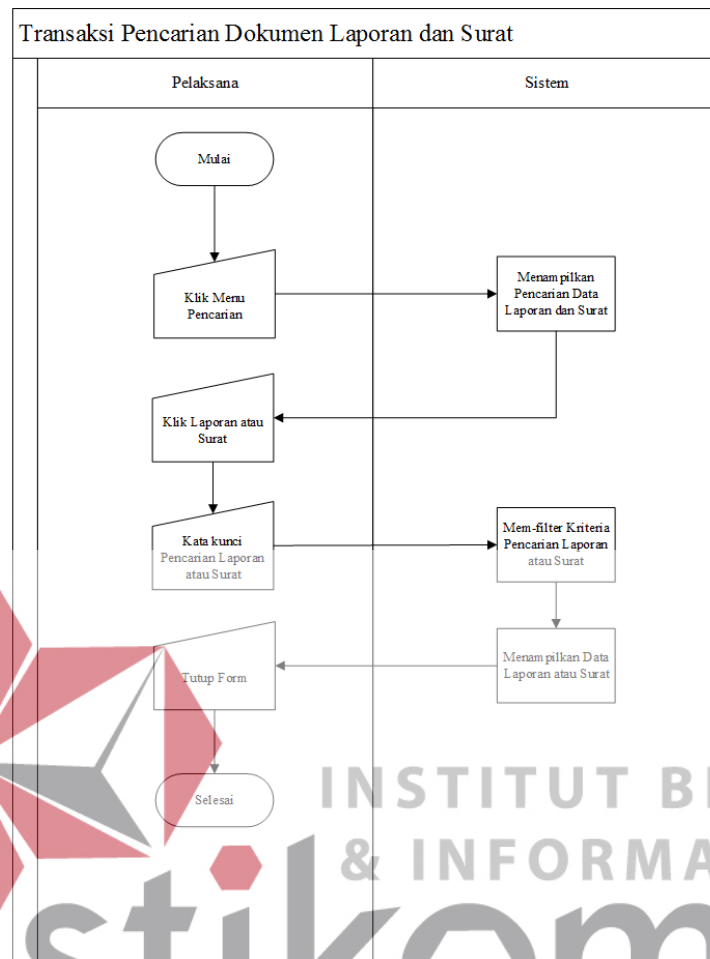 Transaksi Pencarian Dokumen Laporan dan Surat
Pelaksana
Sistem
Mulai
Klik Menu
Pencarian
Menampilkan
Pencarian Data
Laporan dan Surat
Klik Laporan atau
Surat
Kata kunci
Pencarian Laporan
atau Surat
Mem-filter Kriteria
Pencarian Laporan
atau Surat
Menampilkan Data
Laporan atau Surat
Tutup Form
Selesai
INSTITUT BI
& INFORMA
stikom